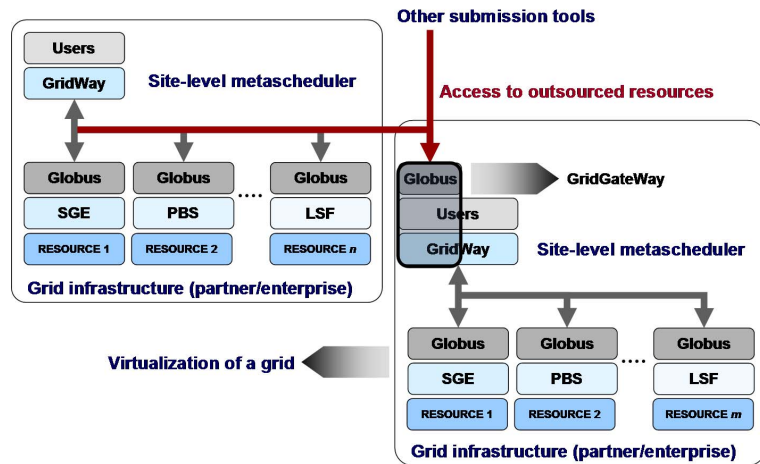 Other submission tools
Users
GridWay
Site-level metascheduler
Access to outsourced resources
Globus
Globus
Globus
SGE
PBS
....
LSF
RESOURCE 1
RESOURCE 2
RESOURCE n
Grid infrastructure (partner/enterprise)
Globus
GridGateWay
Users
GridWay
Site-level metascheduler
Virtualization of a grid
Globus
Globus
Globus
SGE
PBS
....
LSF
RESOURCE 1
RESOURCE 2
RESOURCE m
Grid infrastructure (partner/enterprise)